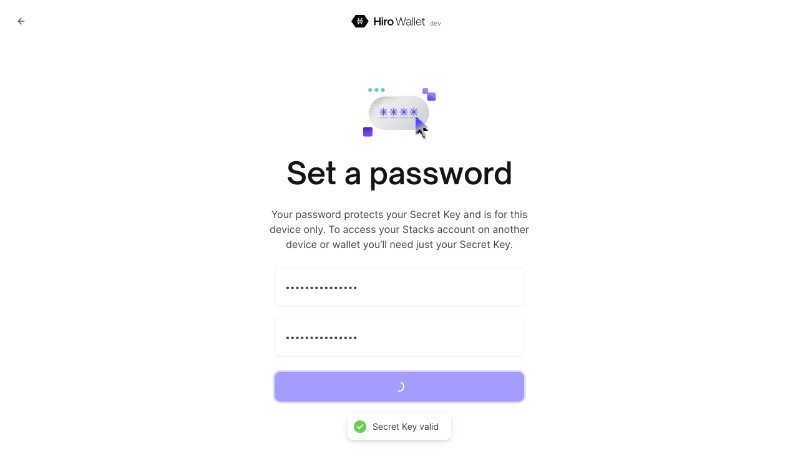 Hiro Wallet dev
Set a password
Your password protects your Secret Key and is for this
device only. To access your Stacks account on another
device or wallet you’ll need just your Secret Key.
•••••••••••••••
•••••••••••••••
Secret Key valid